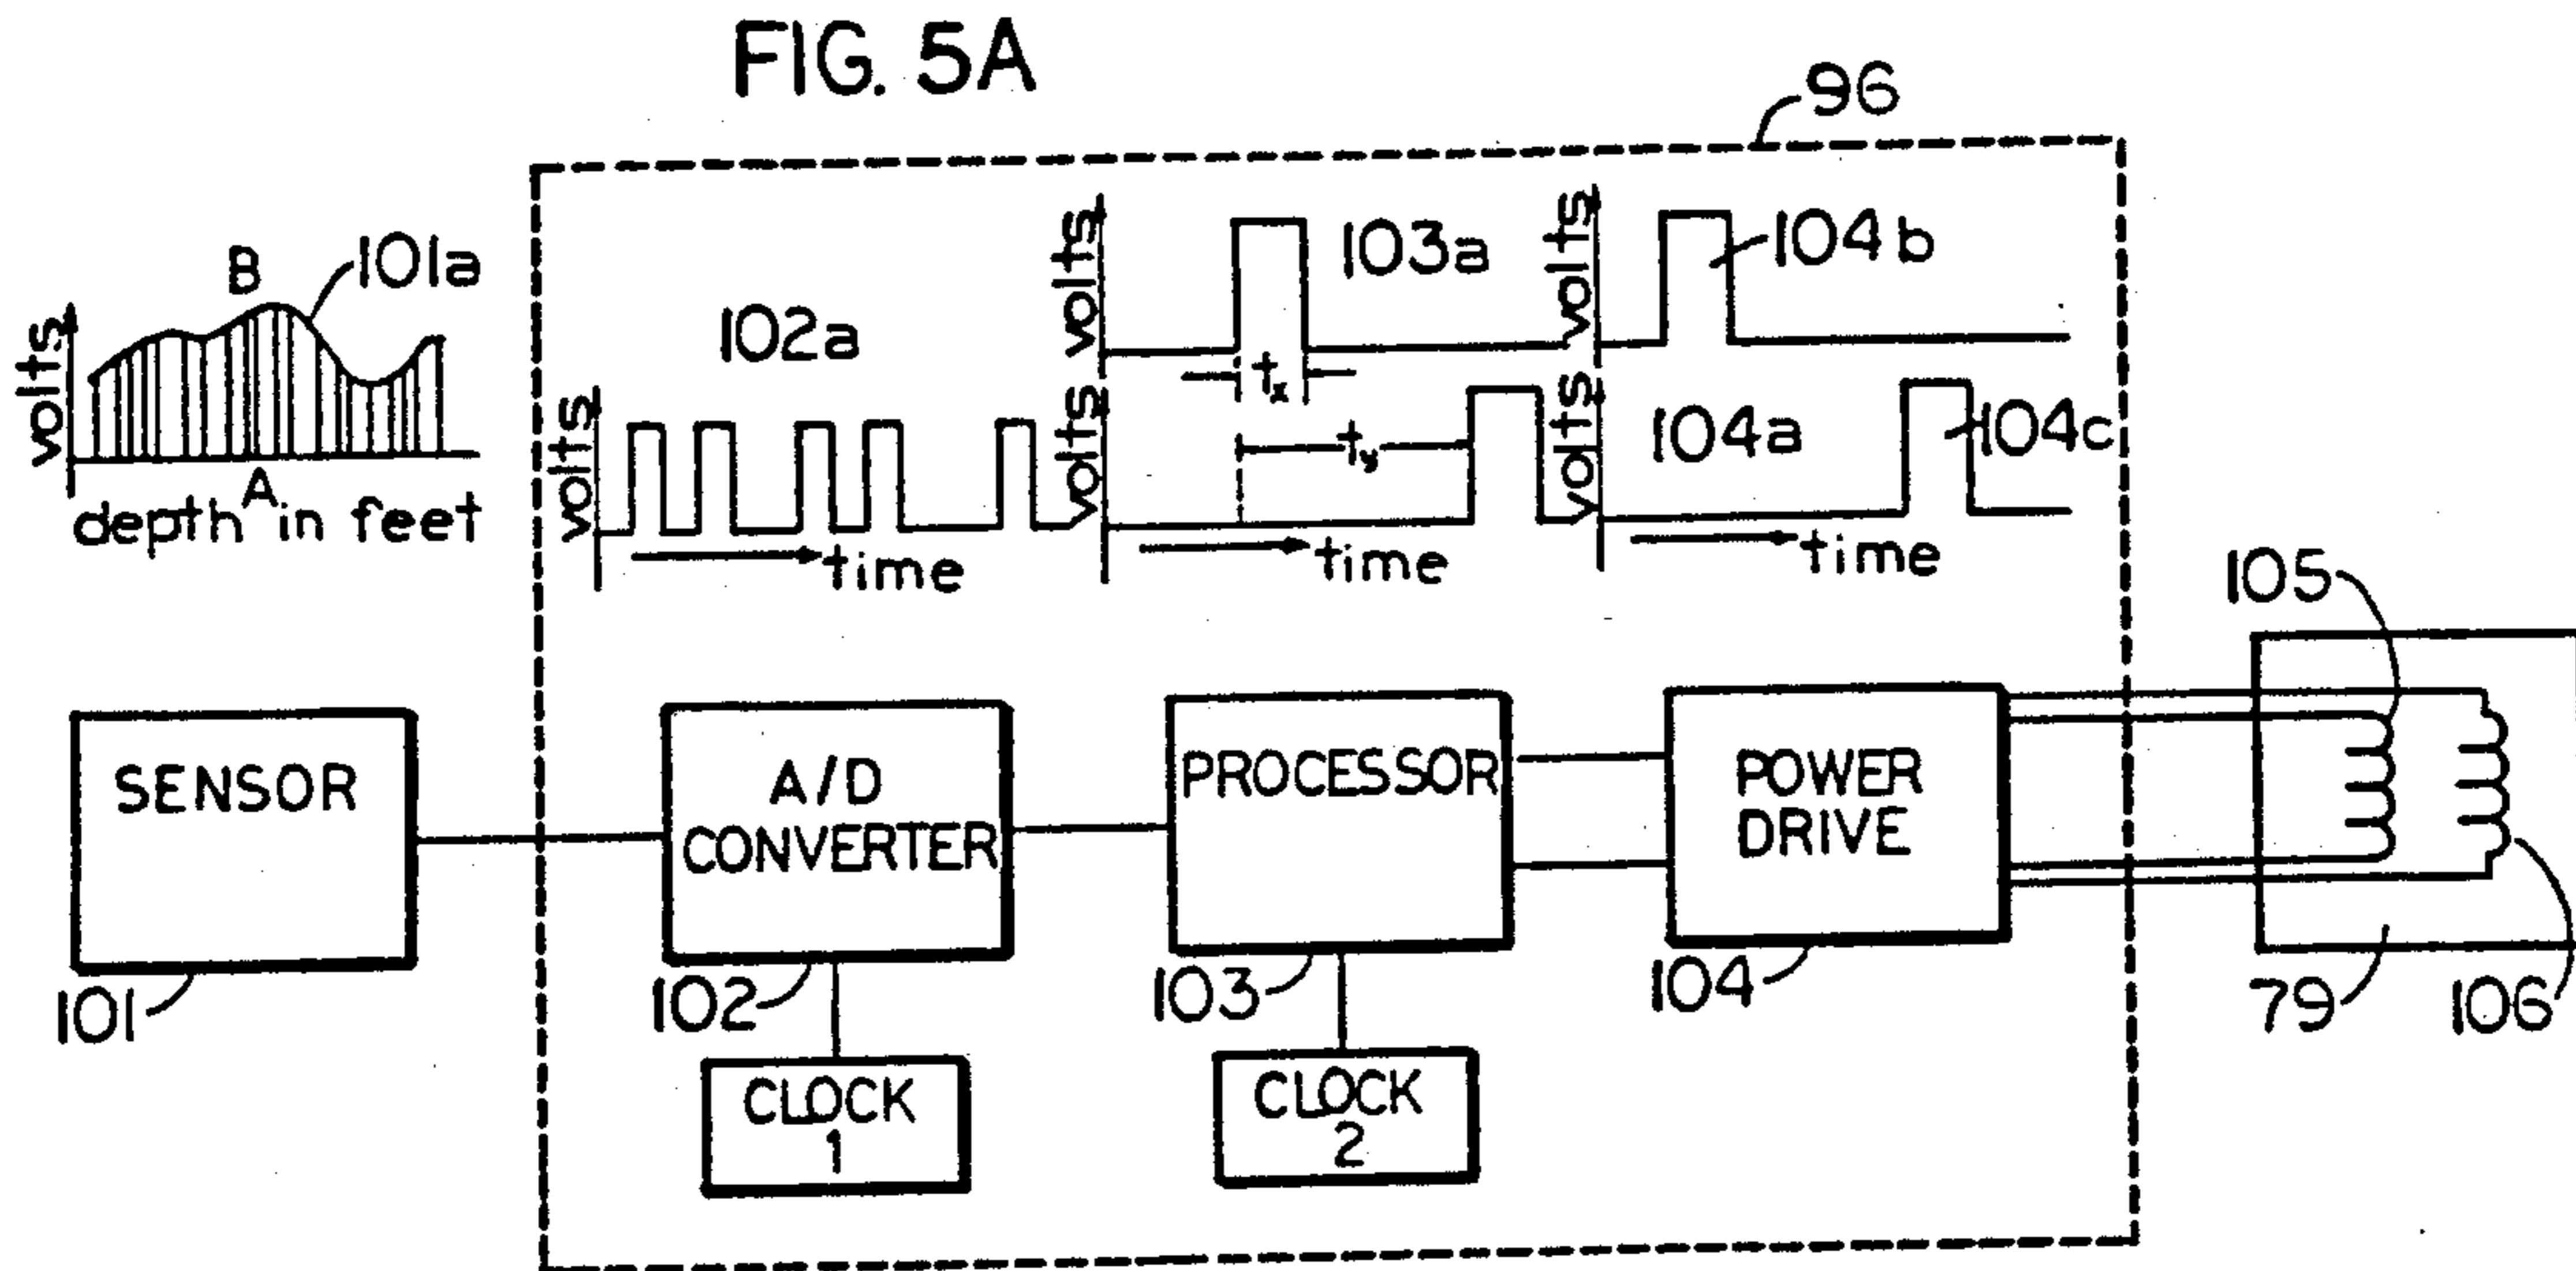 FIG. 5A
96
B
101a
volts
A
depth in feet
102a
volts
time
volts
103a
tx
volts
ty
time
volts
104b
volts
104a
104c
time
105
SENSOR
101
A/D
CONVERTER
102
CLOCK
1
PROCESSOR
103
CLOCK
2
POWER
DRIVE
104
79
106